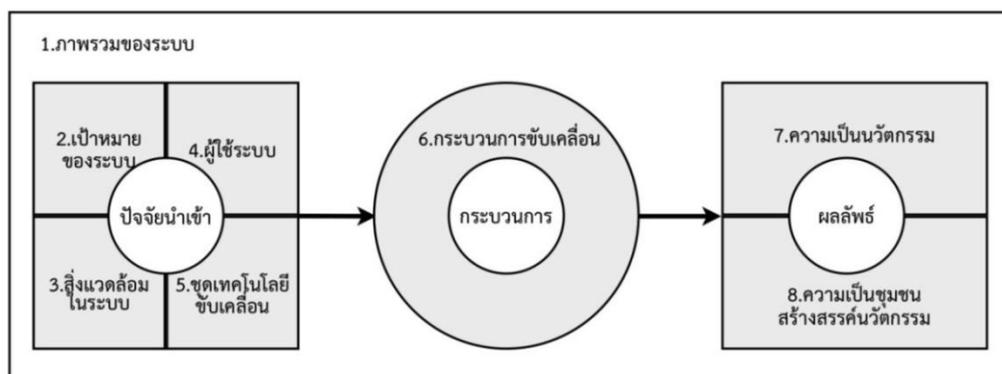 1.ภาพรวมของระบบ
2.เป้าหมาย
ของระบบ
4.ผู้ใช้ระบบ
ปัจจัยนำเข้า
3.สิ่งแวดล้อม
ในระบบ
5.ชุดเทคโนโลยี
ขับเคลื่อน
6.กระบวนการขับเคลื่อน
กระบวนการ
7.ความเป็นนวัตกรรม
ผลลัพธ์
8.ความเป็นชุมชน
สร้างสรรค์นวัตกรรม